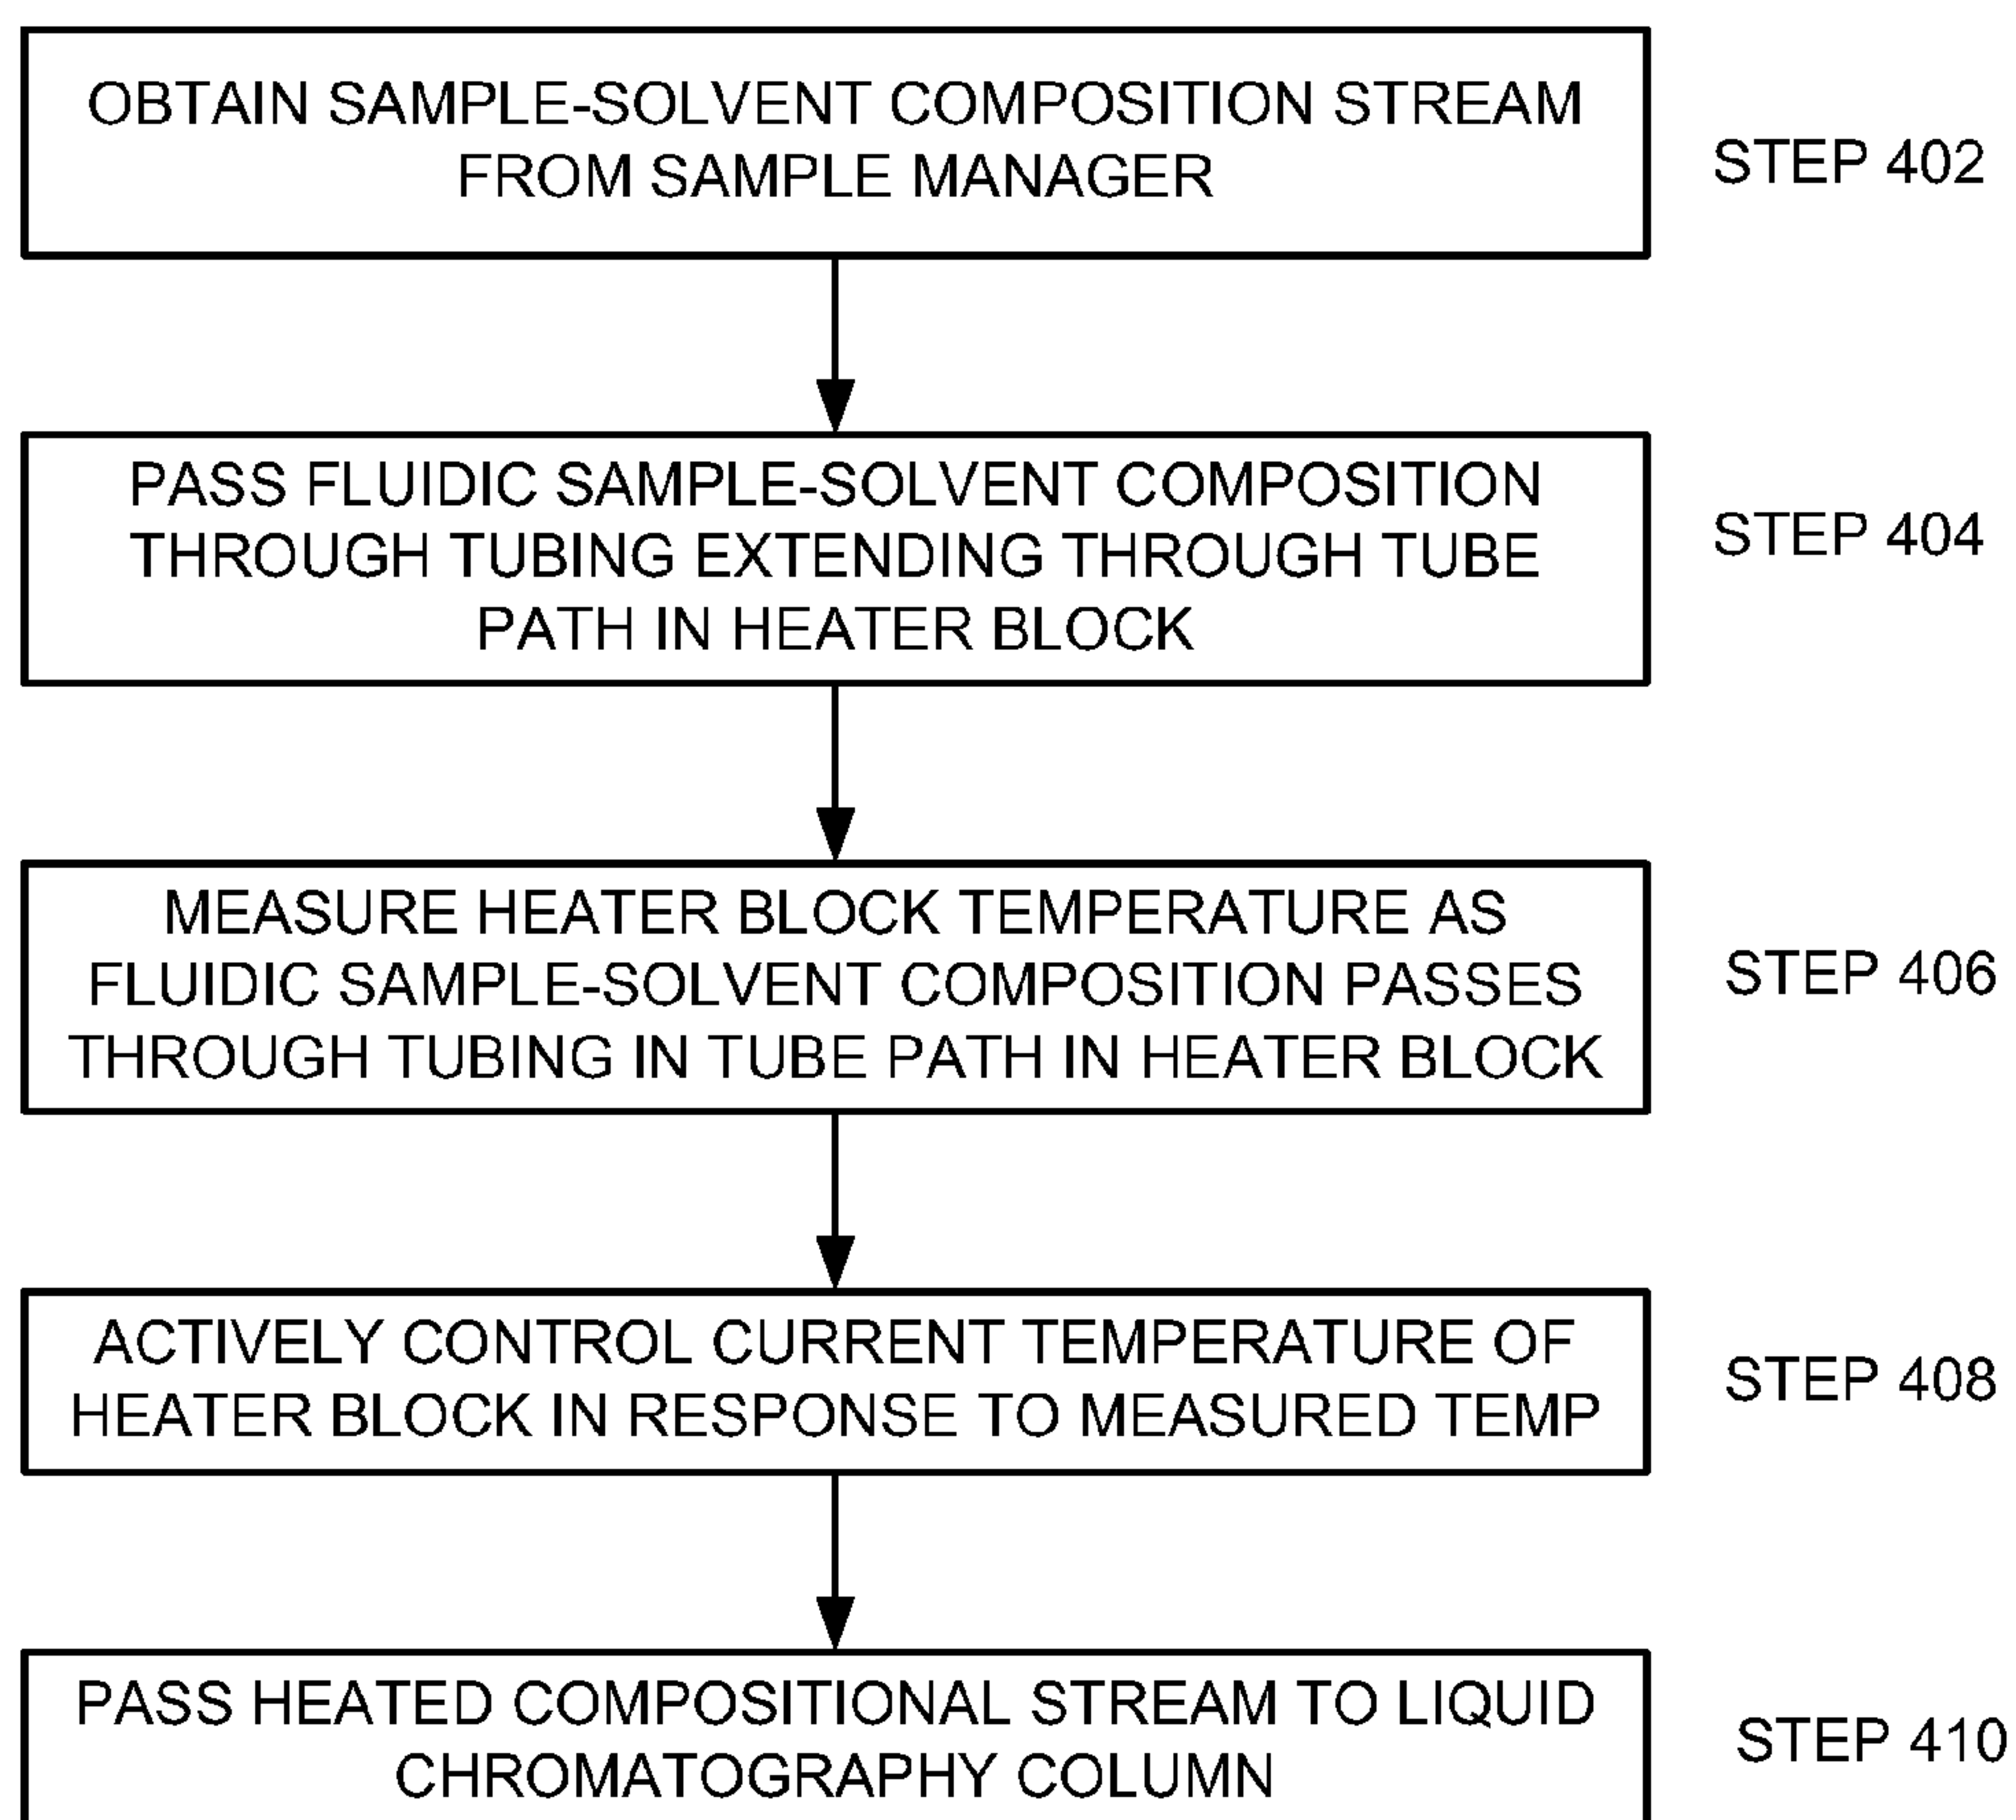 OBTAIN SAMPLE-SOLVENT COMPOSITION STREAM
FROM SAMPLE MANAGER
STEP 402
PASS FLUIDIC SAMPLE-SOLVENT COMPOSITION
THROUGH TUBING EXTENDING THROUGH TUBE
PATH IN HEATER BLOCK
STEP 404
MEASURE HEATER BLOCK TEMPERATURE AS
FLUIDIC SAMPLE-SOLVENT COMPOSITION PASSES
THROUGH TUBING IN TUBE PATH IN HEATER BLOCK
STEP 406
ACTIVELY CONTROL CURRENT TEMPERATURE OF
HEATER BLOCK IN RESPONSE TO MEASURED TEMP
STEP 408
PASS HEATED COMPOSITIONAL STREAM TO LIQUID
CHROMATOGRAPHY COLUMN
STEP 410